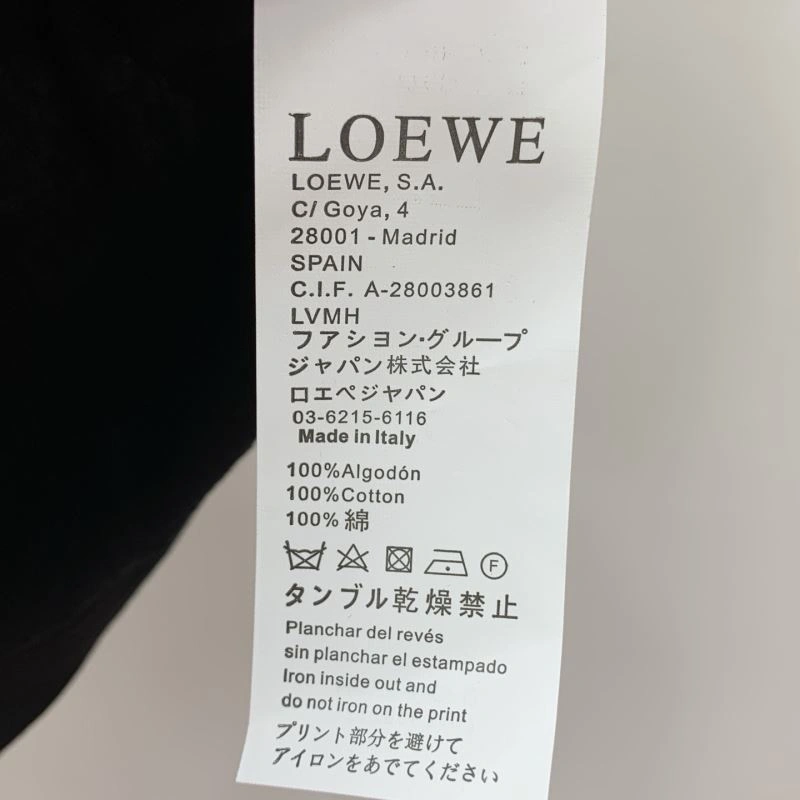 LOEWE
LOEWE, S.A.
C/ Goya, 4
28001 - Madrid
SPAIN
C.I.F. A-28003861
LVMH
フアショヨン・グループ
ジャパン株式会社
ロエペジヤパン
03-6215-6116
Made in Italy
100%Algodón
100%Cotton
100% 綿
F
タンブル乾燥禁止
Planchar del revés
sin planchar el estampado
Iron inside out and
do not iron on the print
プリント部分を避けて
アイロンをあでてください